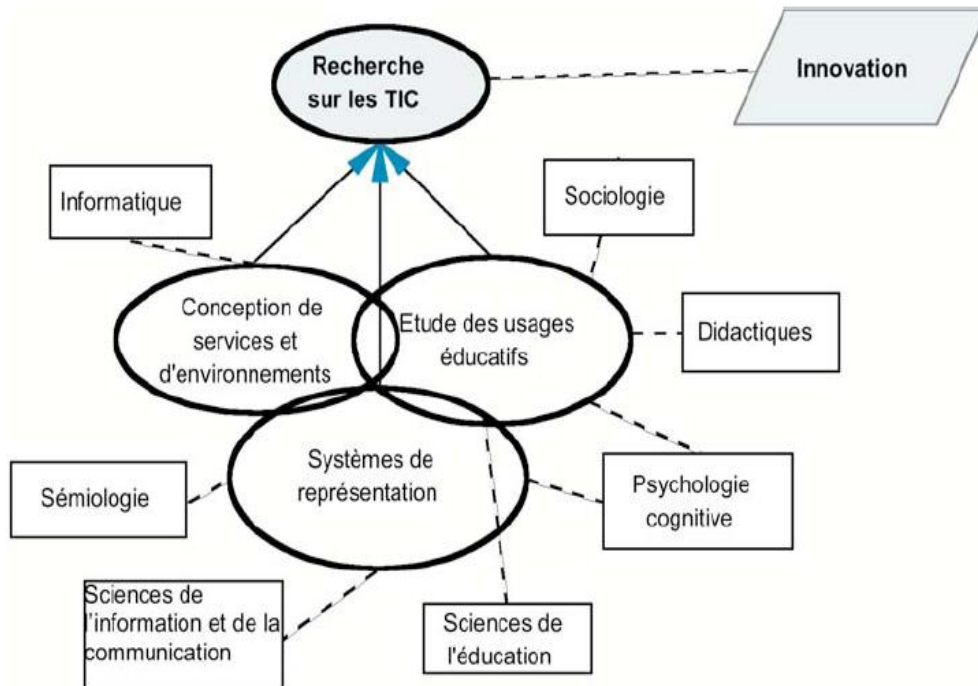 Recherche
sur les TIC
Innovation
Informatique
Sociologie
Conception de
services et
d'environnements
Etude des usages
éducatifs
Didactiques
Systèmes de
représentation
Sémiologie
Psychologie
cognitive
Sciences de
l'information et de la
communication
Sciences de
l'éducation